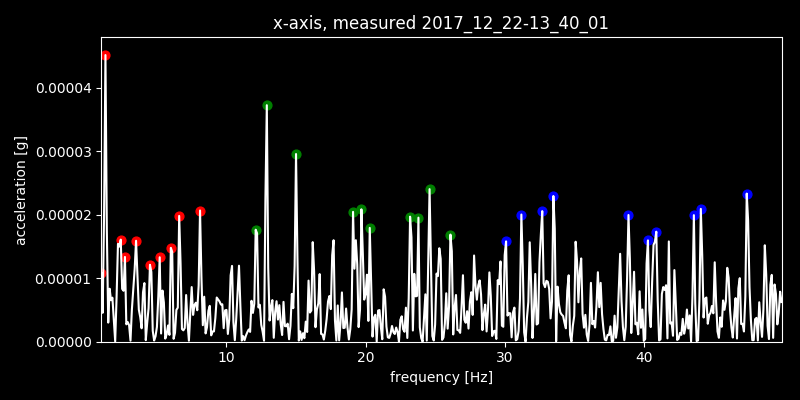 x-axis, measured 2017_12_22-13_40_01
acceleration [g]
0.00004
0.00003
0.00002
0.00001
0.00000
10 20 30 40
frequency [Hz]